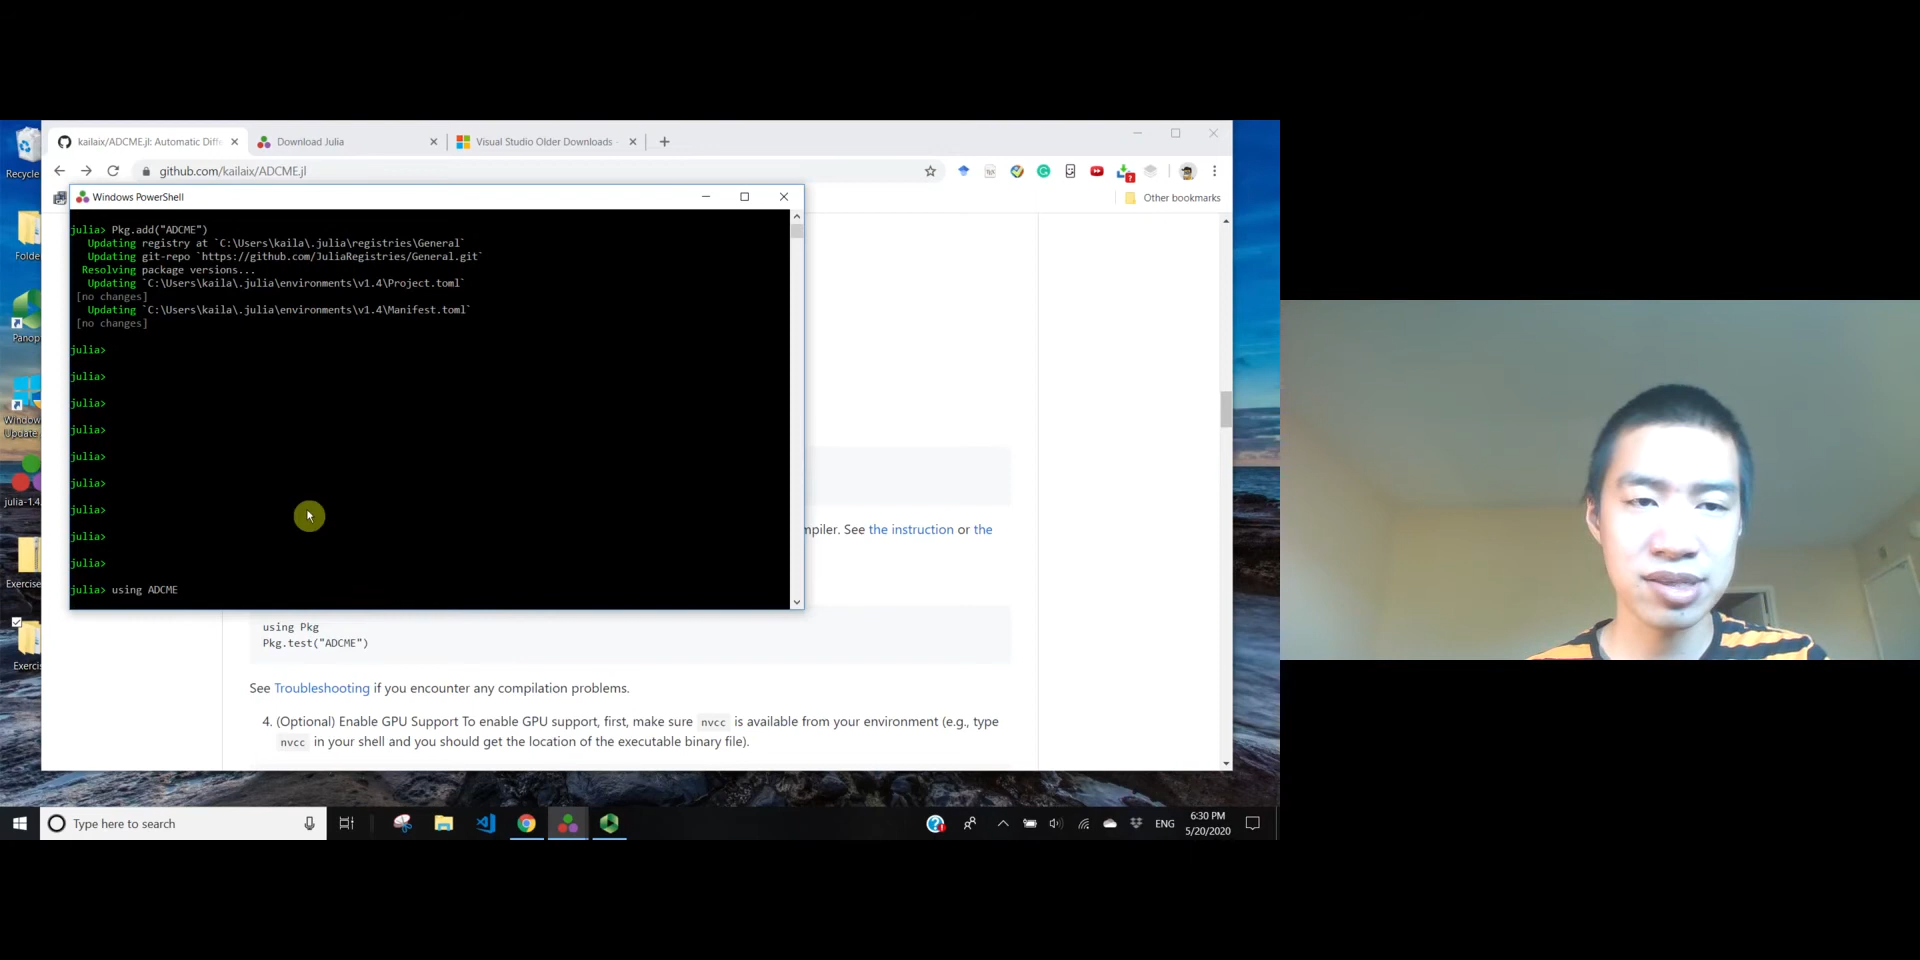 Recycle
Folde
Panop
Window
Update
julia-1.4
Exercise
Exercis
kailaix/ADCME.jl: Automatic Diffe
Download Julia
Visual Studio Older Downloads -
github.com/kailaix/ADCME.jl
Other bookmarks
Windows PowerShell
julia> Pkg.add("ADCME")
Updating registry at `C:\Users\kaila\.julia\registries\General`
Updating git-repo `https://github.com/JuliaRegistries/General.git`
Resolving package versions...
Updating `C:\Users\kaila\.julia\environments\v1.4\Project.toml`
[no changes]
Updating `C:\Users\kaila\.julia\environments\v1.4\Manifest.toml`
[no changes]
julia>
julia>
julia>
julia>
julia>
julia>
julia>
julia>
julia>
julia> using ADCME
mpiler. See the instruction or the
using Pkg
Pkg.test("ADCME")
See Troubleshooting if you encounter any compilation problems.
4. (Optional) Enable GPU Support To enable GPU support, first, make sure nvcc is available from your environment (e.g., type
nvcc in your shell and you should get the location of the executable binary file).
Type here to search
ENG
6:30 PM
5/20/2020